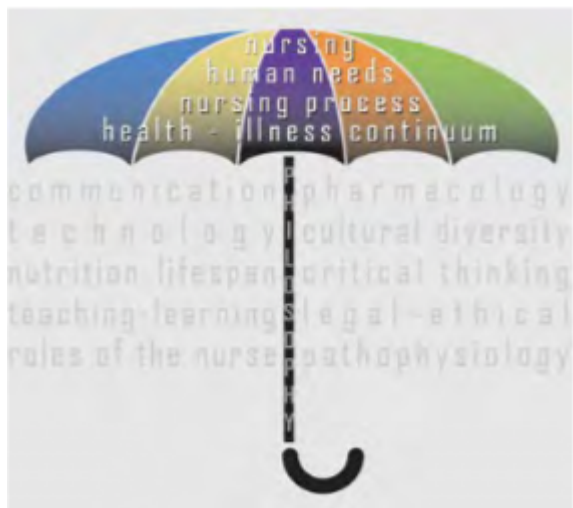 nursing
human needs
nursing process
health - illness continuum
PHILOSOPHY
communication pharmacology
technology cultural diversity
nutrition lifespan critical thinking
teaching-learning legal-ethical
roles of the nurse pathophysiology